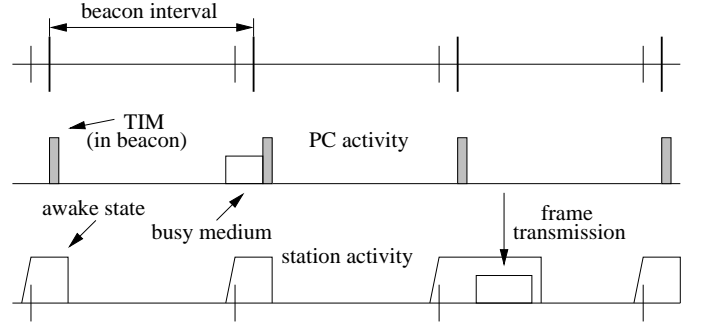 beacon interval
TIM
(in beacon)
PC activity
awake state
busy medium
frame
transmission
station activity